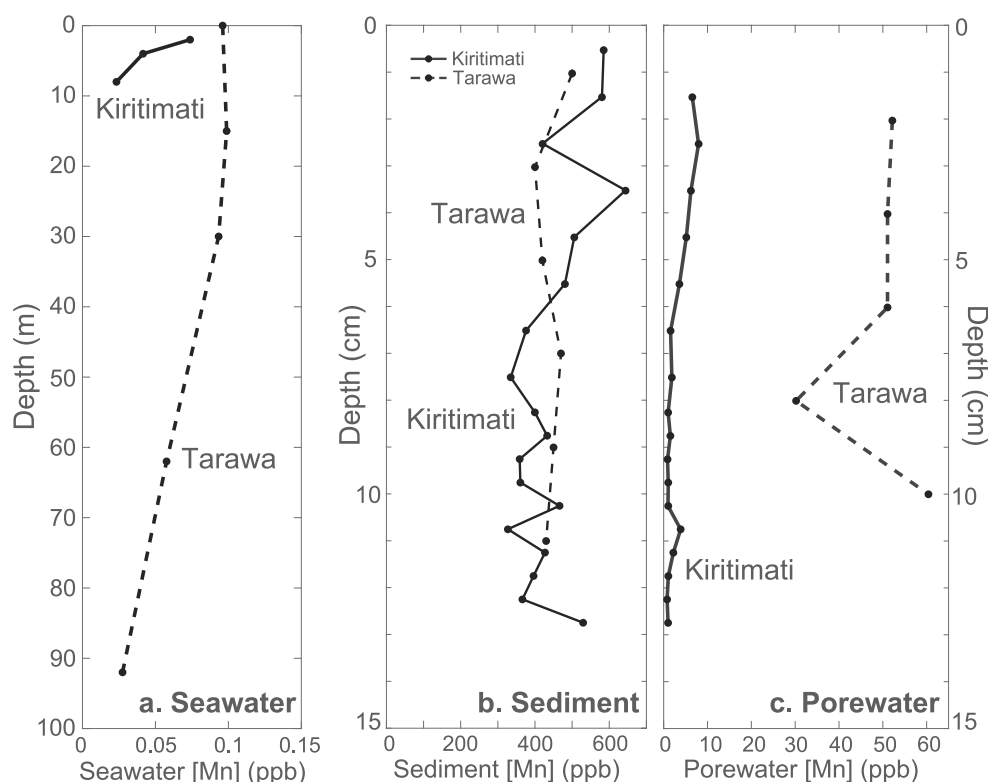 0
10
20
30
40
50
60
70
80
90
100
Depth (m)
Kiritimati
Tarawa
a. Seawater
0 0.05 0.1 0.15
Seawater [Mn] (ppb)
0
5
10
15
Depth (cm)
Kiritimati
Tarawa
Tarawa
Kiritimati
b. Sediment
0 200 400 600
Sediment [Mn] (ppb)
Tarawa
Kiritimati
c. Porewater
0 10 20 30 40 50 60
Porewater [Mn] (ppb)
0
5
10
15
Depth (cm)